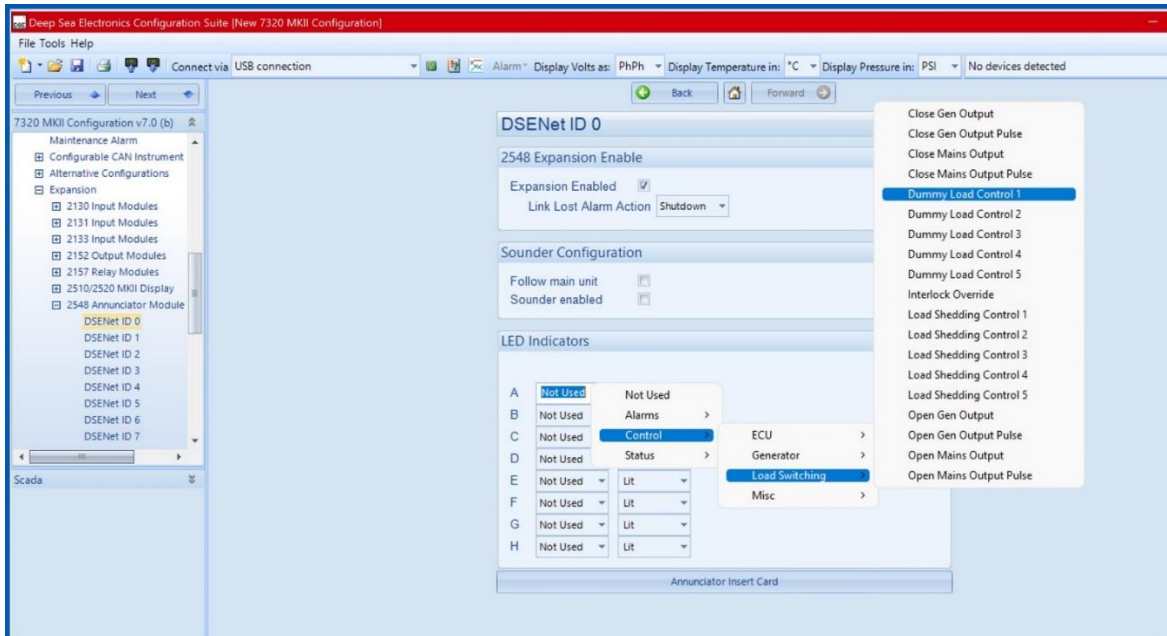 Deep Sea Electronics Configuration Suite [New 7320 MKII Configuration]
File Tools Help
Connect via USB connection Alarm Display Volts as: PhPh Display Temperature in: °C Display Pressure in: PSI No devices detected
Previous Next
Back Forward
7320 MKII Configuration v7.0 (b)
Maintenance Alarm
Configurable CAN Instrument
Alternative Configurations
Expansion
2130 Input Modules
2131 Input Modules
2133 Input Modules
2152 Output Modules
2157 Relay Modules
2510/2520 MKII Display
2548 Annunciator Module
DSENet ID 0
DSENet ID 1
DSENet ID 2
DSENet ID 3
DSENet ID 4
DSENet ID 5
DSENet ID 6
DSENet ID 7
Scada
DSENet ID 0
2548 Expansion Enable
Expansion Enabled
Link Lost Alarm Action Shutdown
Sounder Configuration
Follow main unit
Sounder enabled
LED Indicators
A Not Used
B Not Used
C Not Used
D Not Used
E Not Used Lit
F Not Used Lit
G Not Used Lit
H Not Used Lit
Annunciator Insert Card
Not Used
Alarms
Control
Status
ECU
Generator
Load Switching
Misc
Close Gen Output
Close Gen Output Pulse
Close Mains Output
Close Mains Output Pulse
Dummy Load Control 1
Dummy Load Control 2
Dummy Load Control 3
Dummy Load Control 4
Dummy Load Control 5
Interlock Override
Load Shedding Control 1
Load Shedding Control 2
Load Shedding Control 3
Load Shedding Control 4
Load Shedding Control 5
Open Gen Output
Open Gen Output Pulse
Open Mains Output
Open Mains Output Pulse